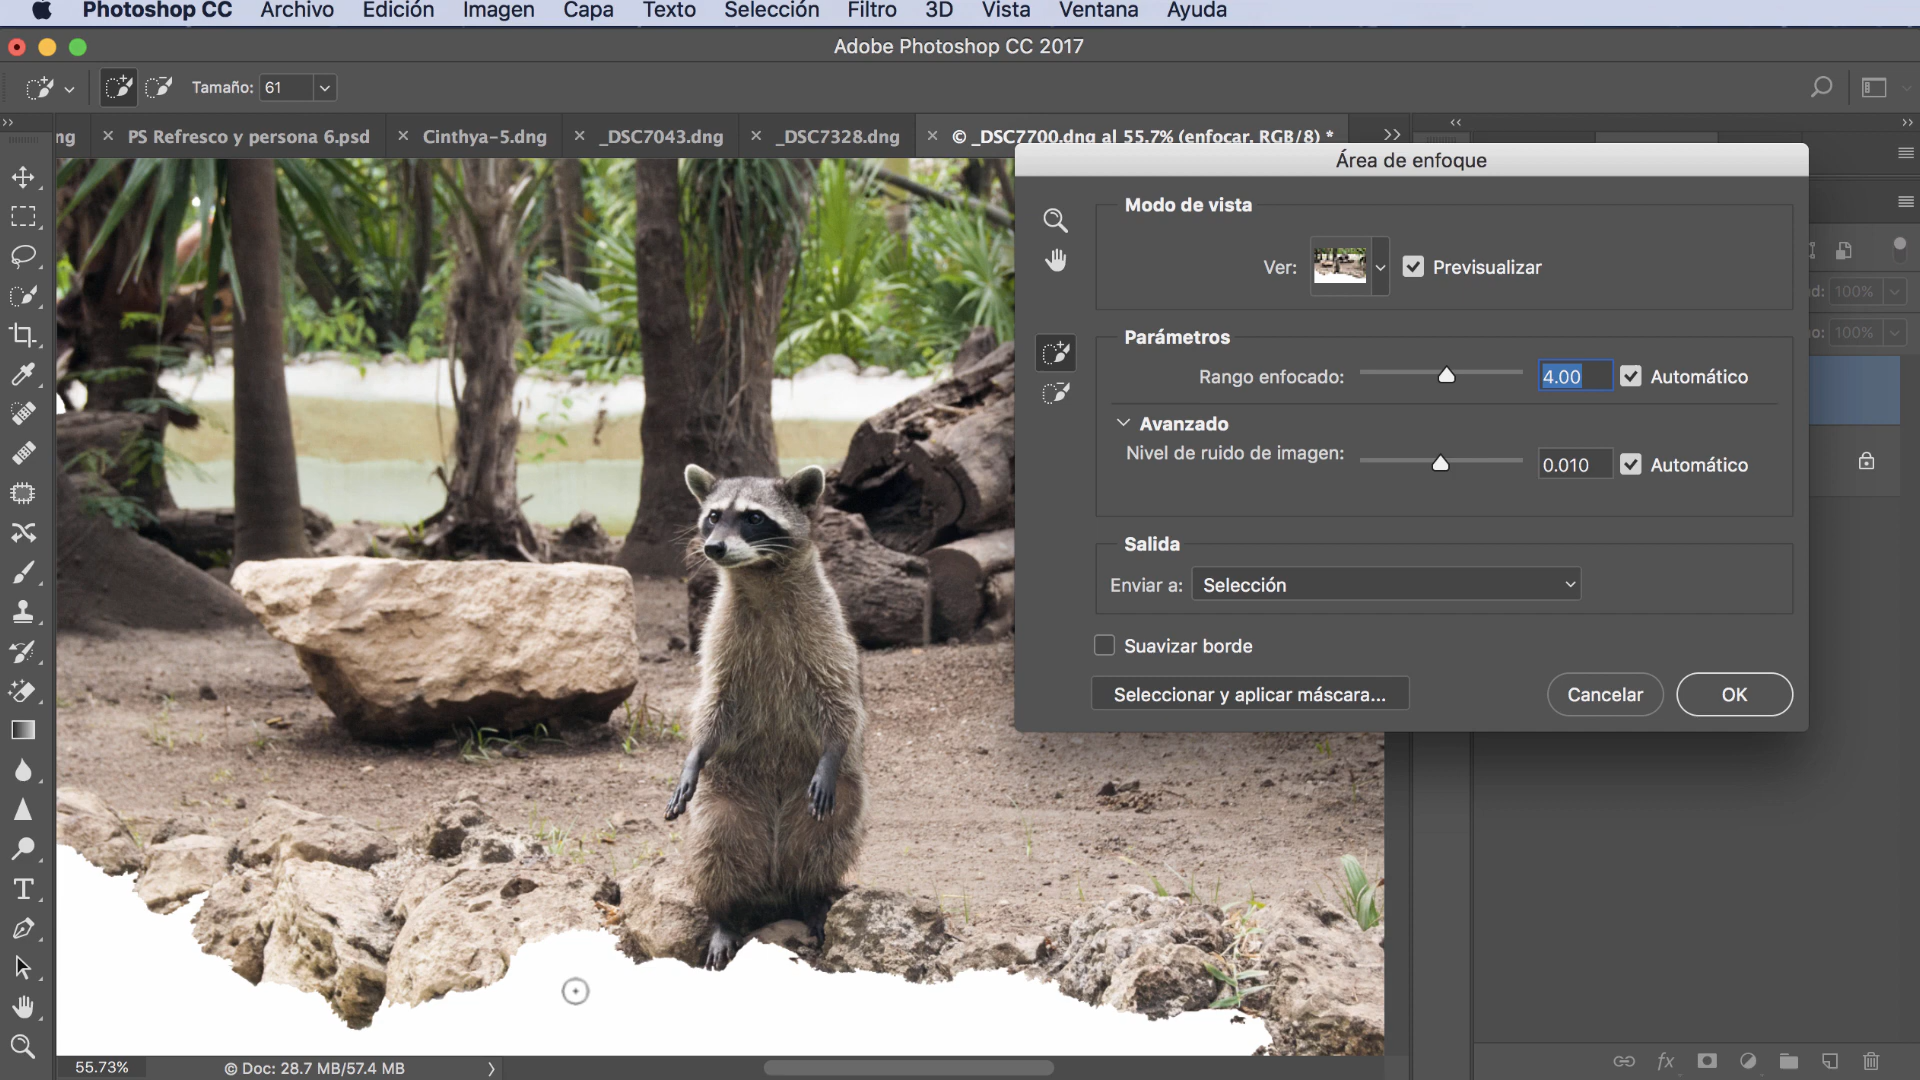 Photoshop CC Archivo Edición Imagen Capa Texto Selección Filtro 3D Vista Ventana Ayuda
Adobe Photoshop CC 2017
Tamaño: 61
ng × PS Refresco y persona 6.psd × Cinthya-5.dng × _DSC7043.dng × _DSC7328.dng × © _DSC7700.dng al 55.7% (enfocar, RGB/8) *
Área de enfoque
Modo de vista
Ver: Previsualizar
d: 100%
Parámetros
o: 100%
Rango enfocado: 4.00 Automático
Avanzado
Nivel de ruido de imagen: 0.010 Automático
Salida
Enviar a: Selección
Suavizar borde
Seleccionar y aplicar máscara... Cancelar OK
T
fx
55.73% © Doc: 28.7 MB/57.4 MB